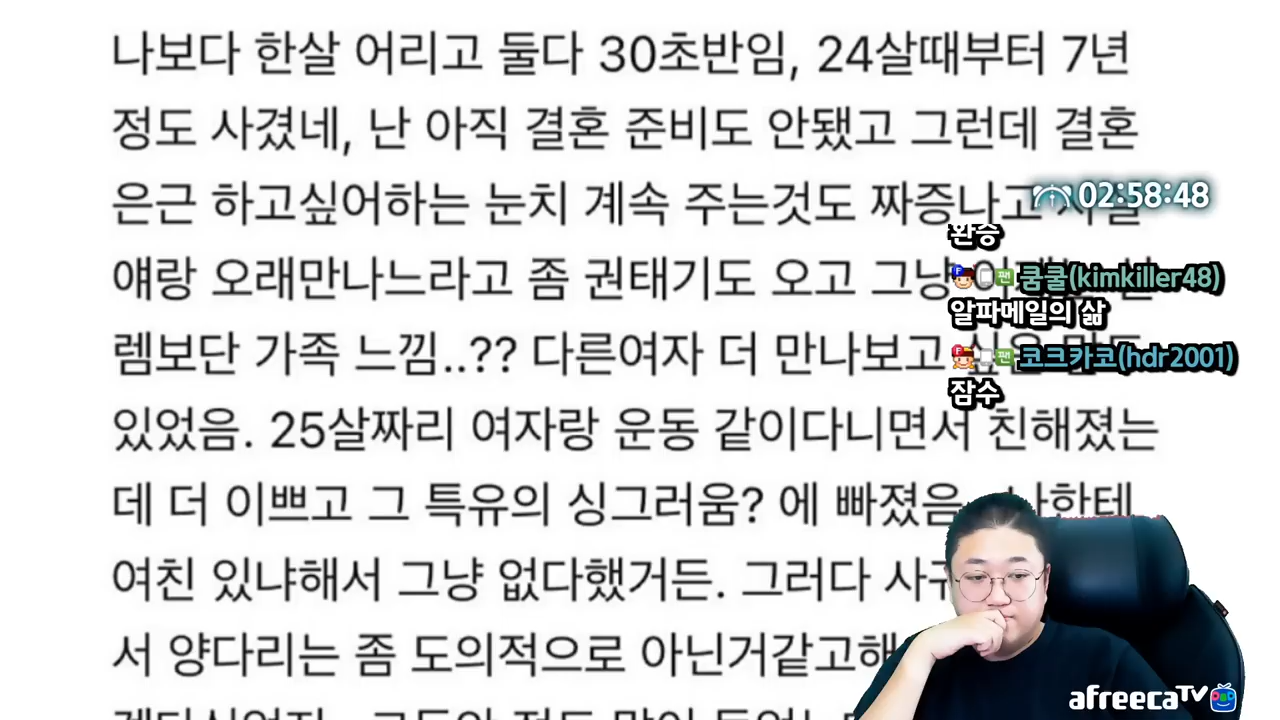 나보다 한살 어리고 둘다 30초반임, 24살때부터 7년
정도 사겼네, 난 아직 결혼 준비도 안됐고 그런데 결혼
은근 하고싶어하는 눈치 계속 주는것도 짜증나고
02:58:48
환승
얘랑 오래만나느라고 좀 권태기도 오고 그냥
쿰쿨(kimkiller48)
알파메일의 삶
렘보단 가족 느낌..?? 다른여자 더 만나보고
코크카코(hdr2001)
잠수
있었음. 25살짜리 여자랑 운동 같이다니면서 친해졌는
데 더 이쁘고 그 특유의 싱그러움? 에 빠졌음
여친 있냐해서 그냥 없다했거든. 그러다
서 양다리는 좀 도의적으로 아닌거같고해
afreecaTV